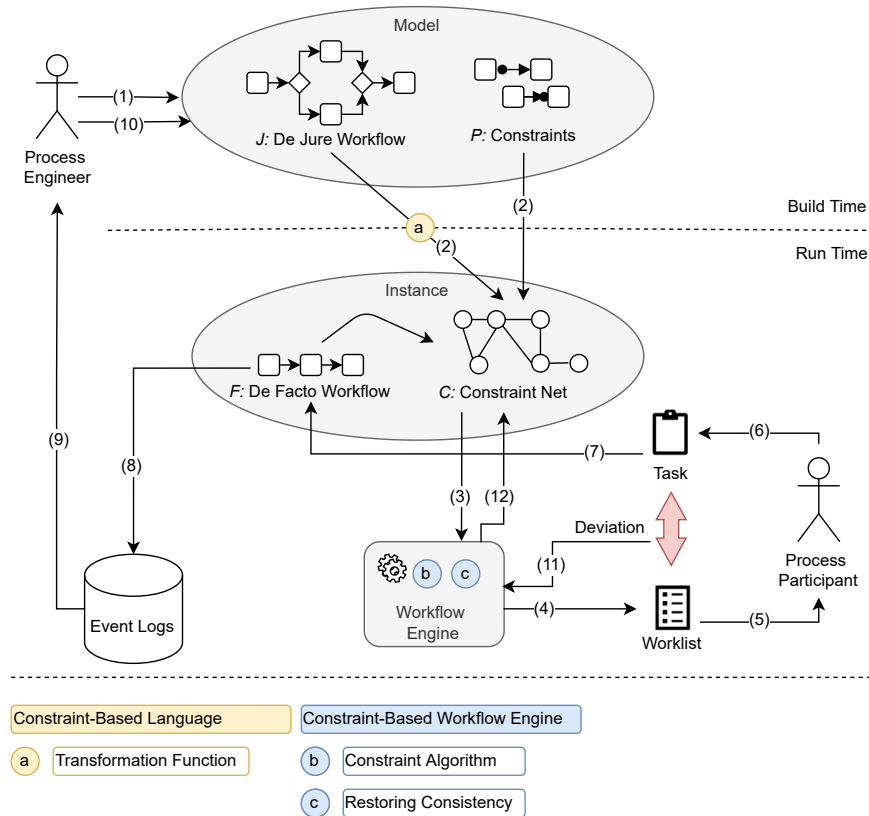 Model
J: De Jure Workflow
P: Constraints
(1)
(10)
Process
Engineer
(2)
Build Time
a
(2)
Run Time
Instance
F: De Facto Workflow
C: Constraint Net
(9)
(8)
(7)
(6)
Task
(3)
(12)
Deviation
(11)
Process
Participant
b
c
Workflow
Engine
(4)
(5)
Worklist
Event Logs
Constraint-Based Language
Constraint-Based Workflow Engine
a
Transformation Function
b
Constraint Algorithm
c
Restoring Consistency